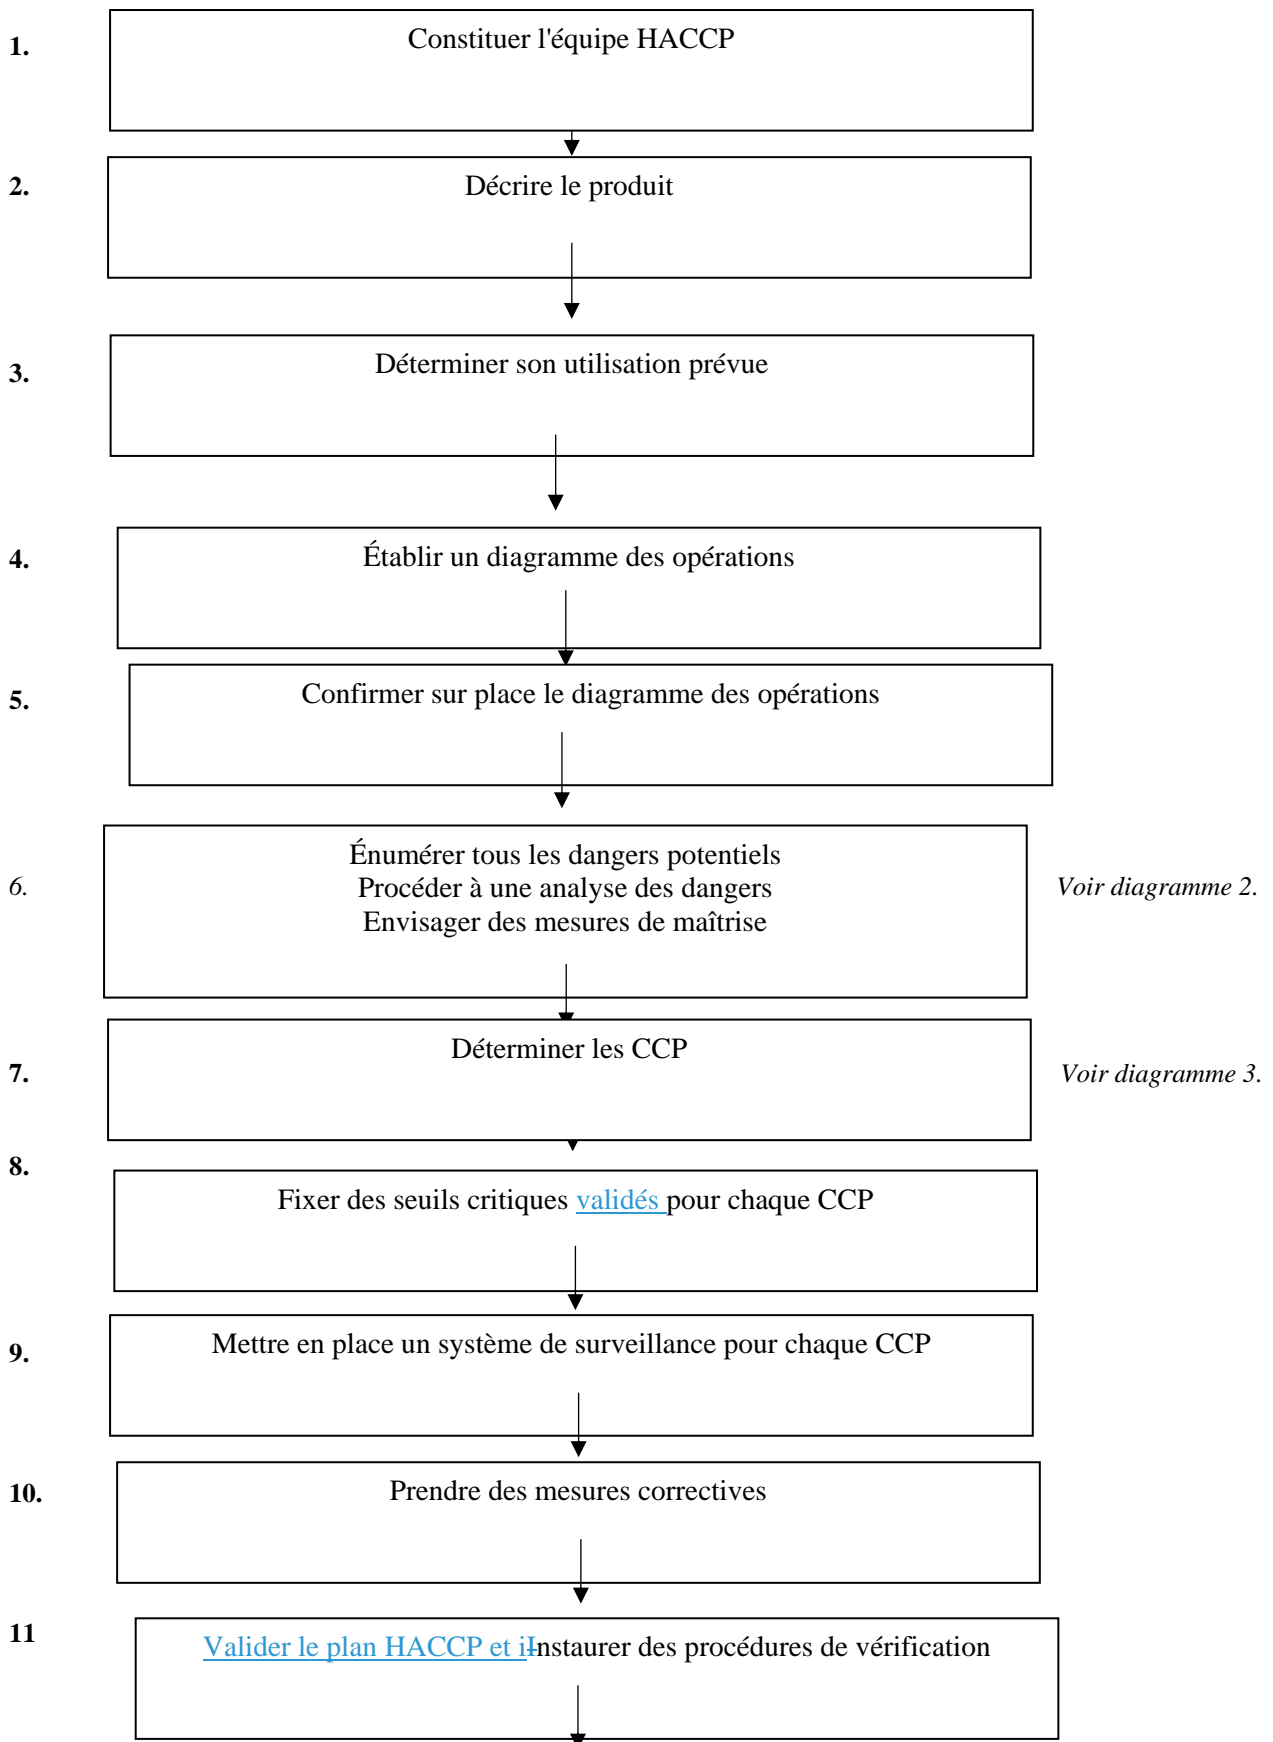 1. Constituer l'équipe HACCP
2. Décrire le produit
3. Déterminer son utilisation prévue
4. Établir un diagramme des opérations
5. Confirmer sur place le diagramme des opérations
Énumérer tous les dangers potentiels
6. Procéder à une analyse des dangers Voir diagramme 2.
Envisager des mesures de maîtrise
Déterminer les CCP
7. Voir diagramme 3.
8.
Fixer des seuils critiques validés pour chaque CCP
9. Mettre en place un système de surveillance pour chaque CCP
10. Prendre des mesures correctives
11 Valider le plan HACCP et iInstaurer des procédures de vérification